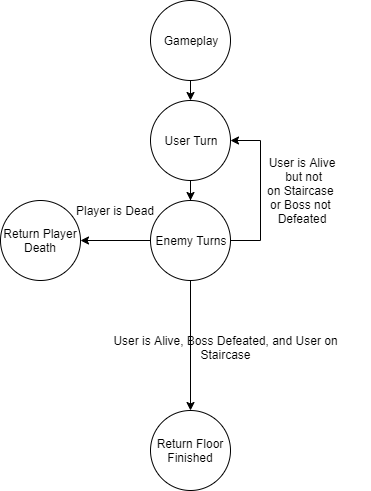 Gameplay
User Turn
User is Alive
but not
on Staircase
or Boss not
Defeated
Player is Dead
Return Player
Death
Enemy Turns
User is Alive, Boss Defeated, and User on
Staircase
Return Floor
Finished